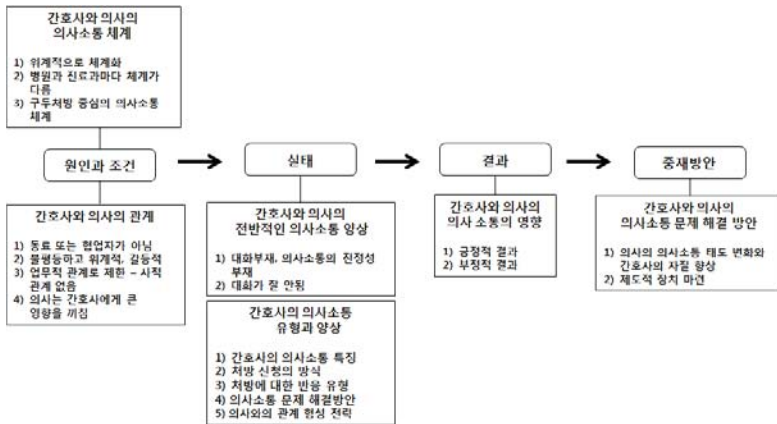 간호사와 의사의
의사소통 체계
1) 위계적으로 체계화
2) 병원과 진료과마다 체계가
다름
3) 구두처방 중심의 의사소통
체계
원인과 조건
실태
결과
중재방안
간호사와 의사의 관계
1) 동료 또는 협업자가 아님
2) 불평등하고 위계적, 갈등적
3) 업무적 관계로 제한 – 사적
관계 없음
4) 의사는 간호사에게 큰
영향을 끼침
간호사와 의사의
전반적인 의사소통 양상
1) 대화부재, 의사소통의 진정성
부재
2) 대화가 잘 안됨
간호사의 의사소통
유형과 양상
1) 간호사의 의사소통 특징
2) 처방 신청의 방식
3) 처방에 대한 반응 유형
4) 의사소통 문제 해결방안
5) 의사와의 관계 형성 전략
간호사와 의사의
의사 소통의 영향
1) 긍정적 결과
2) 부정적 결과
간호사와 의사의
의사소통 문제 해결 방안
1) 의사의 의사소통 태도 변화와
간호사의 자질 향상
2) 제도적 장치 마련